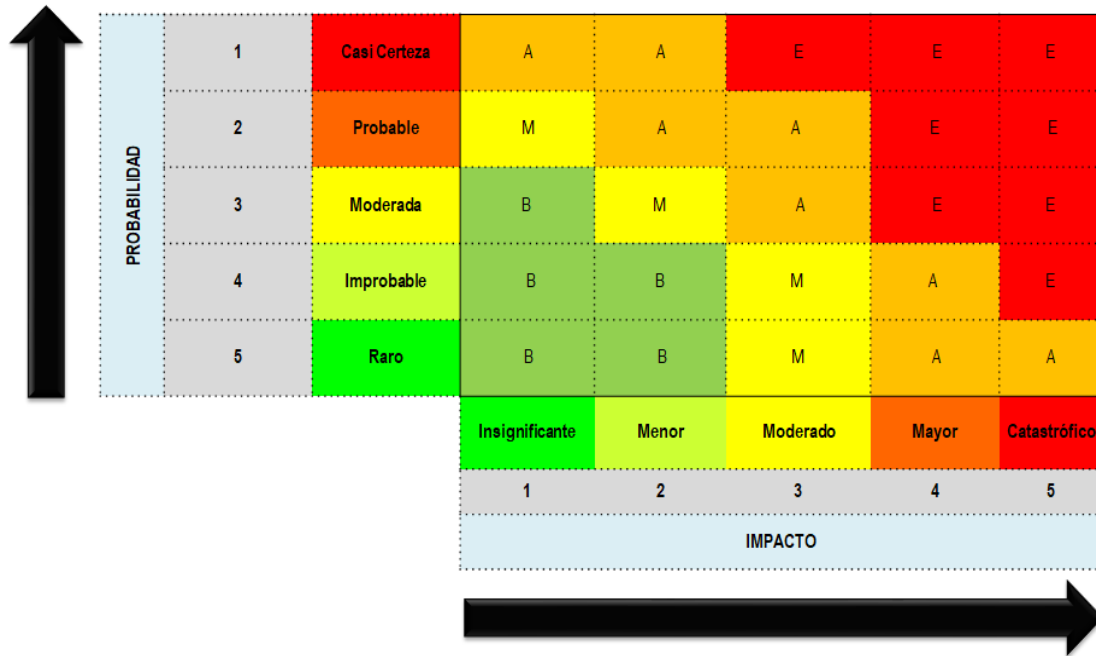 PROBABILIDAD
1 Casi Certeza A A E E E
2 Probable M A A E E
3 Moderada B M A E E
4 Improbable B B M A E
5 Raro B B M A A
Insignificante Menor Moderado Mayor Catastrófico
1 2 3 4 5
IMPACTO